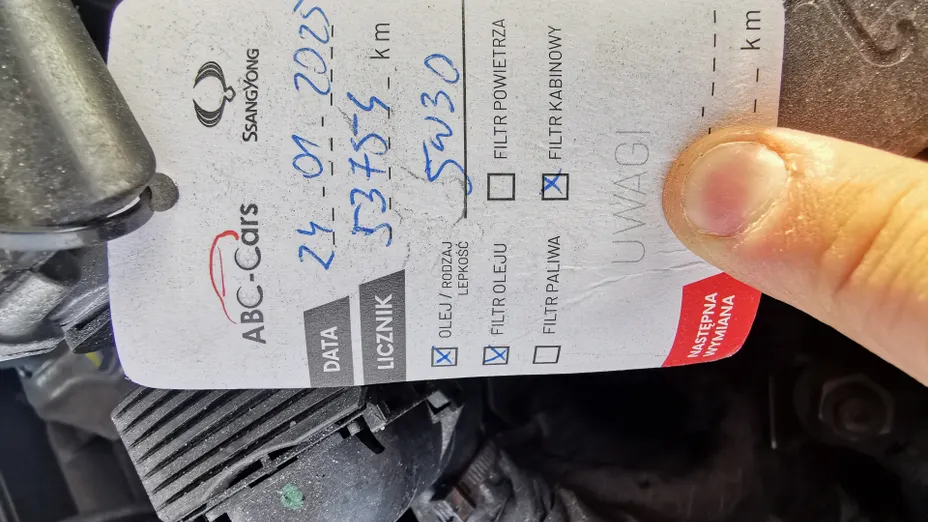 ABC-Cars SSANGYONG
DATA 24 01 2025
LICZNIK 53754 km
OLEJ / RODZAJ
LEPKOŚĆ 5W30
FILTR OLEJU FILTR POWIETRZA
FILTR PALIWA FILTR KABINOWY
UWAGI
NASTĘPNA
WYMIANA
km